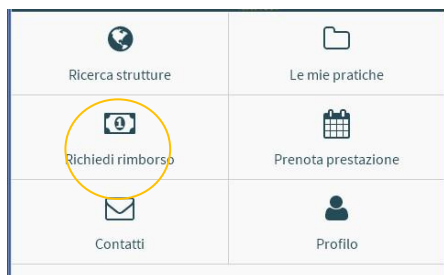 Ricerca strutture
Le mie pratiche
Richiedi rimborso
Prenota prestazione
Contatti
Profilo